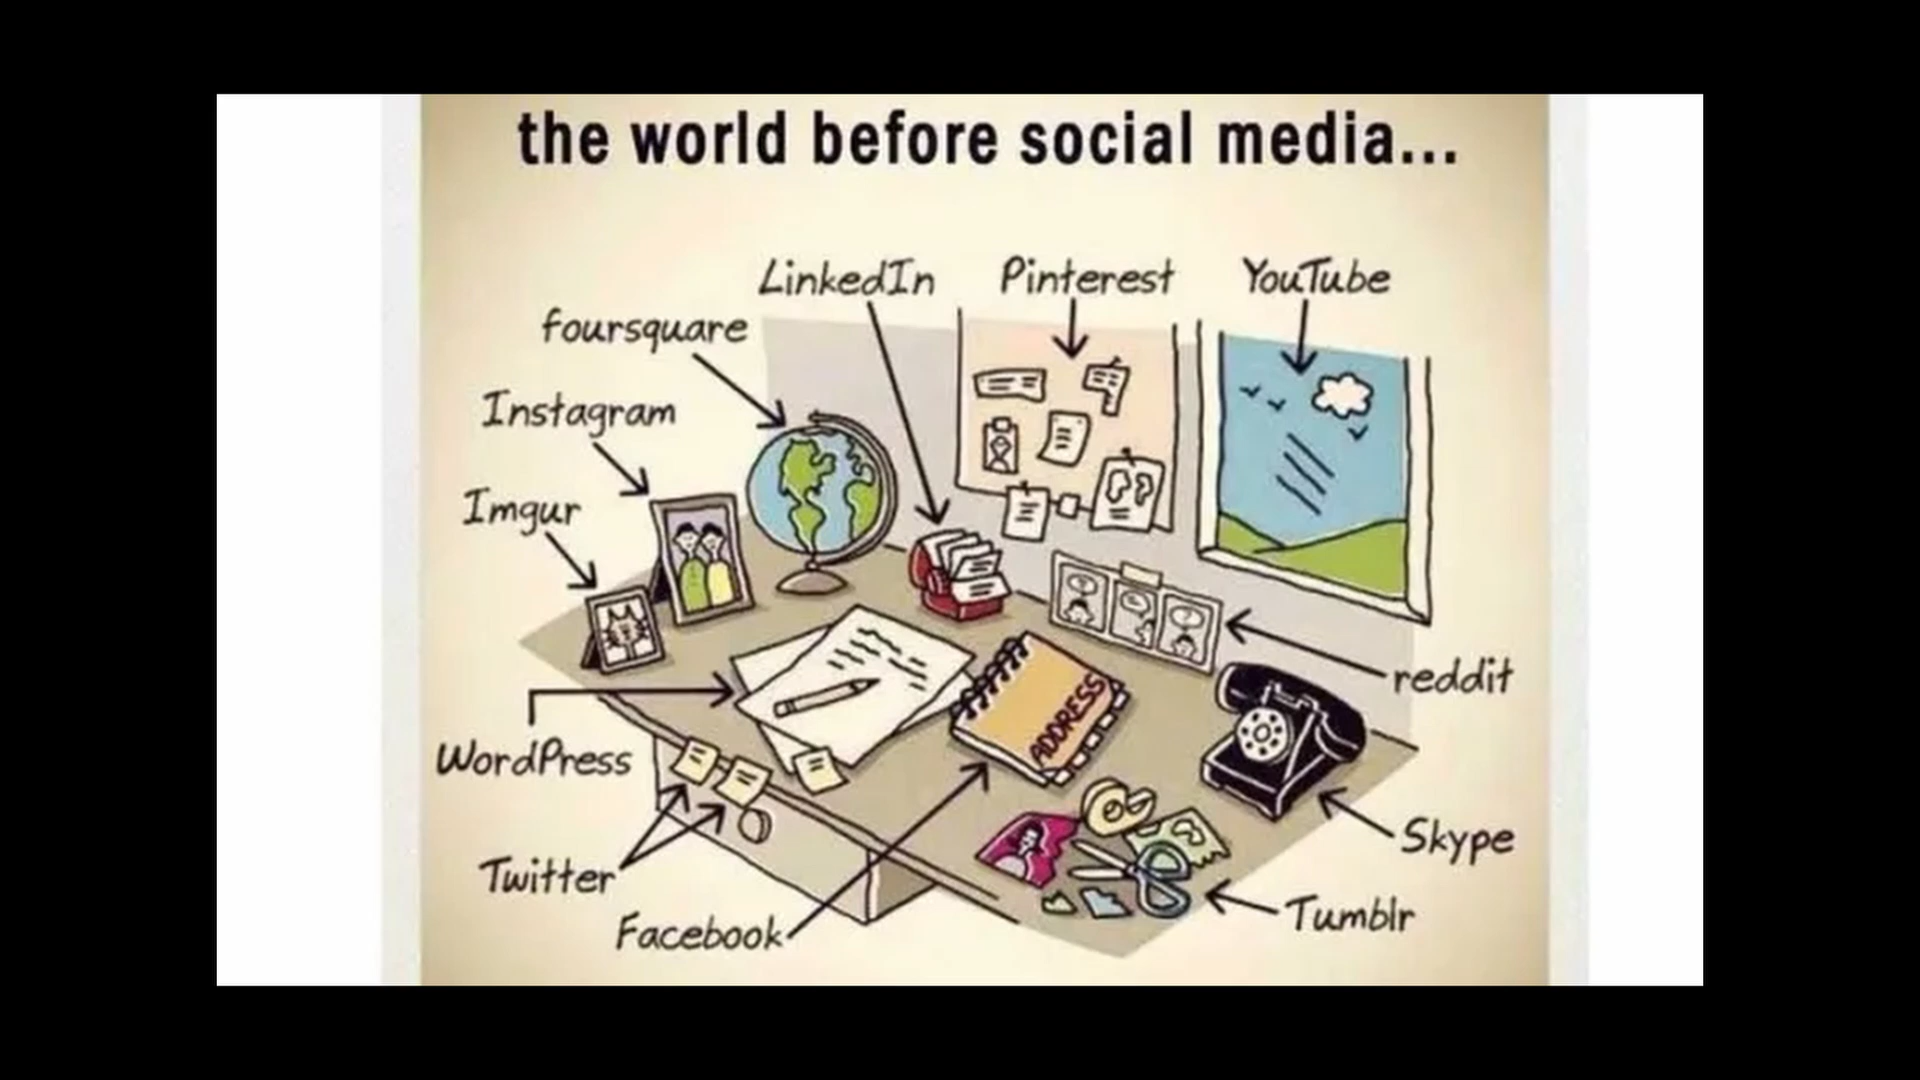 the world before social media...
LinkedIn
Pinterest
YouTube
foursquare
Instagram
Imgur
reddit
ADDRESS
WordPress
Skype
Twitter
Tumblr
Facebook